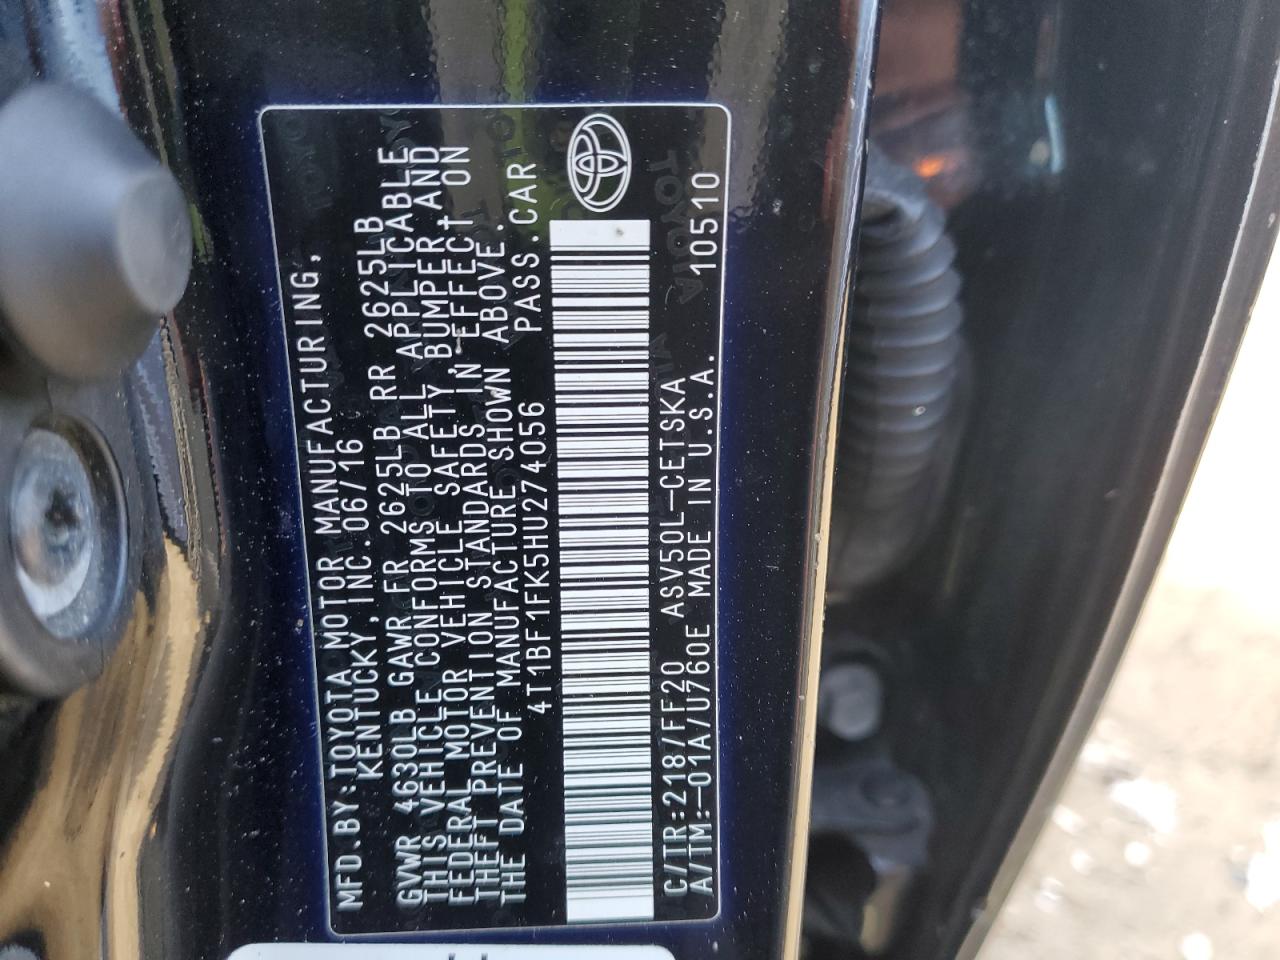 MFD.BY:TOYOTA MOTOR MANUFACTURING,
KENTUCKY,INC.06/16
GVWR 4630LB GAWR FR 2625LB RR 2625LB
THIS VEHICLE CONFORMS TO ALL APPLICABLE
FEDERAL MOTOR VEHICLE SAFETY,BUMPER,AND
THEFT PREVENTION STANDARDS IN EFFECT ON
THE DATE OF MANUFACTURE SHOWN ABOVE.
4T1BF1FK5HU274056 PASS.CAR
C/TR:218/FF20 ASV50L-CETSKA
A/TM:-01A/U760E MADE IN U.S.A. 10510